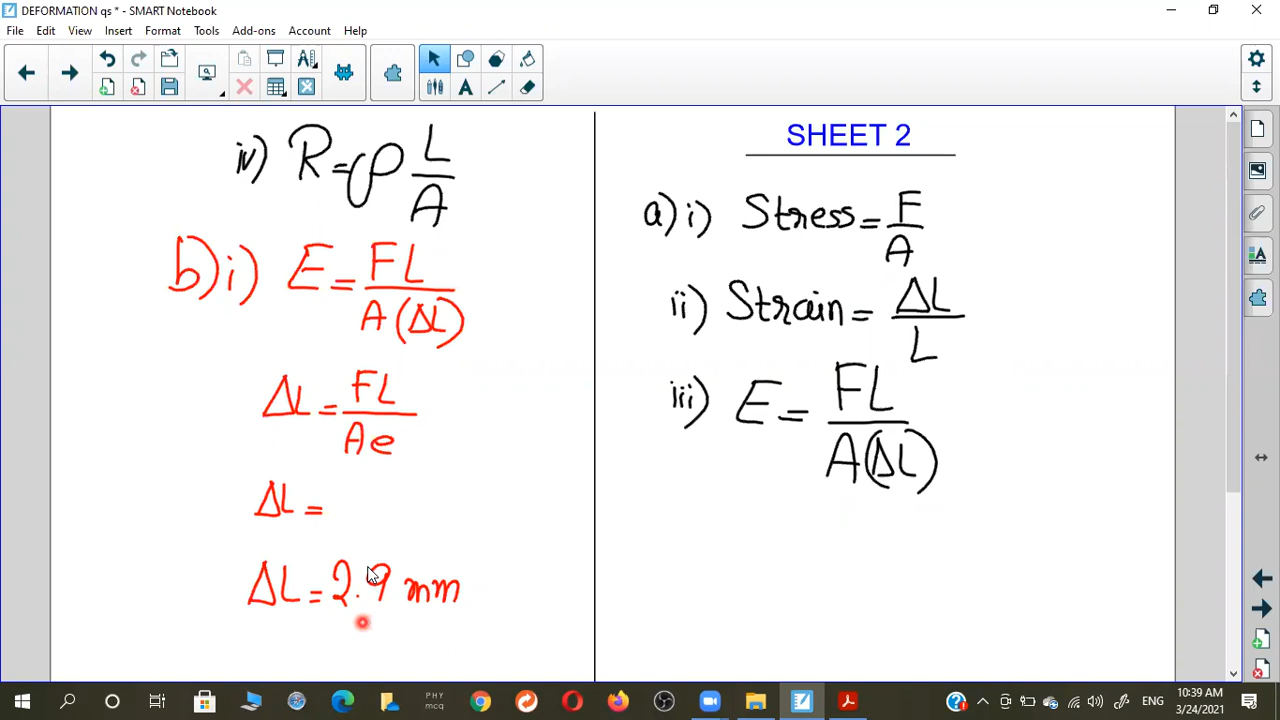 DEFORMATION qs * - SMART Notebook
File Edit View Insert Format Tools Add-ons Account Help
iv) R = ρ L/A
b) i) E = FL/A(ΔL)
ΔL = FL/Ae
ΔL =
ΔL = 2.9 mm
SHEET 2
a) i) Stress = F/A
ii) Strain = ΔL/L
iii) E = FL/A(ΔL)
PHY
mcq
ENG
10:39 AM
3/24/2021